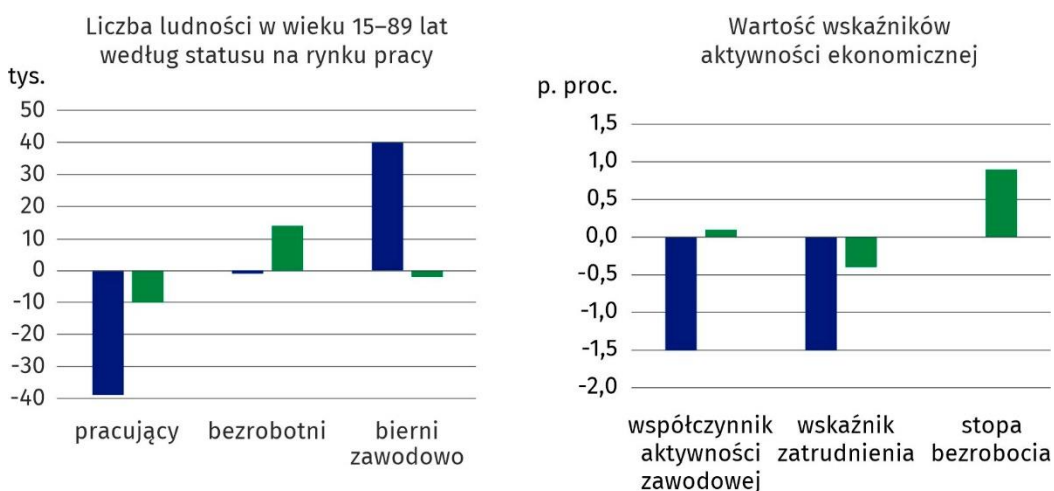 Liczba ludności w wieku 15–89 lat
według statusu na rynku pracy
tys.
50
40
30
20
10
0
-10
-20
-30
-40
pracujący
bezrobotni
bierni
zawodowo
Wartość wskaźników
aktywności ekonomicznej
p. proc.
1,5
1,0
0,5
0,0
-0,5
-1,0
-1,5
-2,0
współczynnik
aktywności
zawodowej
wskaźnik
zatrudnienia
stopa
bezrobocia